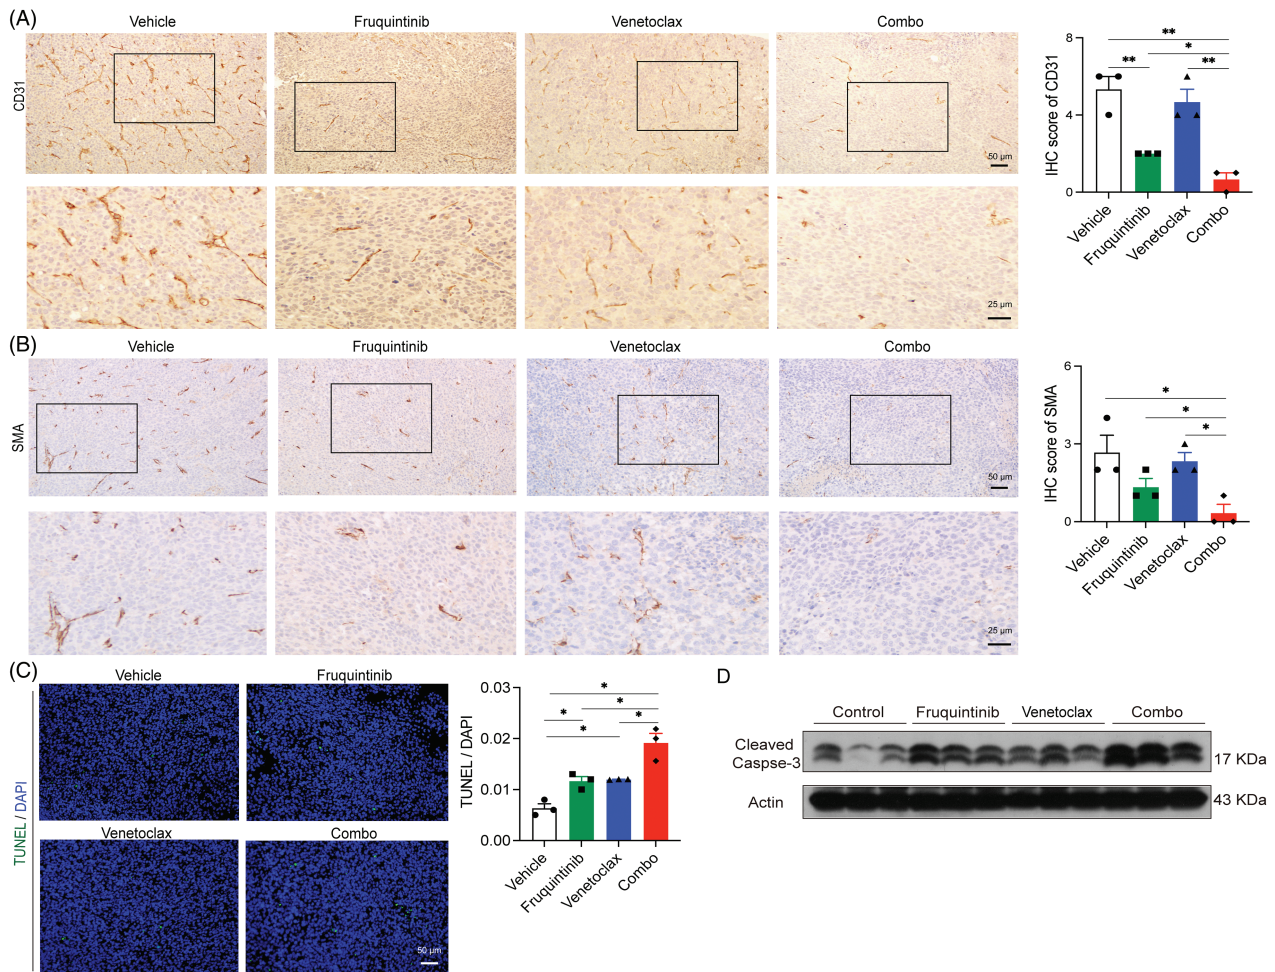 (A)
Vehicle
Fruquintinib
Venetoclax
Combo
CD31
50 µm
25 µm
IHC score of CD31
8
4
0
**
*
**
**
Vehicle
Fruquintinib
Venetoclax
Combo
(B)
Vehicle
Fruquintinib
Venetoclax
Combo
SMA
50 µm
25 µm
IHC score of SMA
6
3
0
*
*
*
Vehicle
Fruquintinib
Venetoclax
Combo
(C)
Vehicle
Fruquintinib
Venetoclax
Combo
TUNEL / DAPI
50 µm
TUNEL / DAPI
0.03
0.02
0.01
0.00
*
*
*
*
*
Vehicle
Fruquintinib
Venetoclax
Combo
D
Control
Fruquintinib
Venetoclax
Combo
Cleaved
Caspse-3
17 KDa
Actin
43 KDa